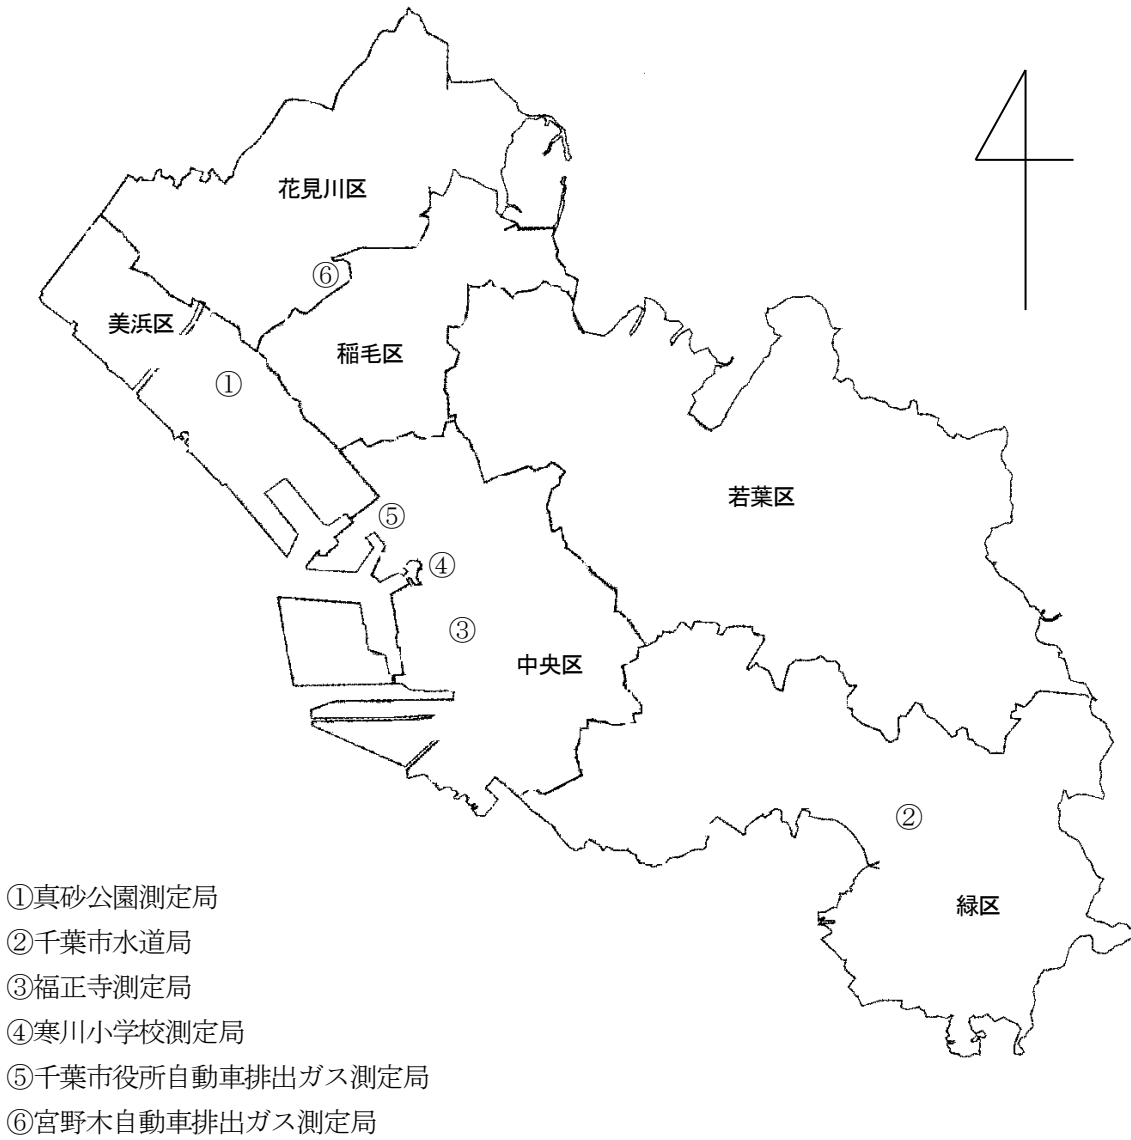 花見川区
⑥
美浜区
稲毛区
①
若葉区
⑤
④
③
中央区
②
緑区
①真砂公園測定局
②千葉市水道局
③福正寺測定局
④寒川小学校測定局
⑤千葉市役所自動車排出ガス測定局
⑥宮野木自動車排出ガス測定局